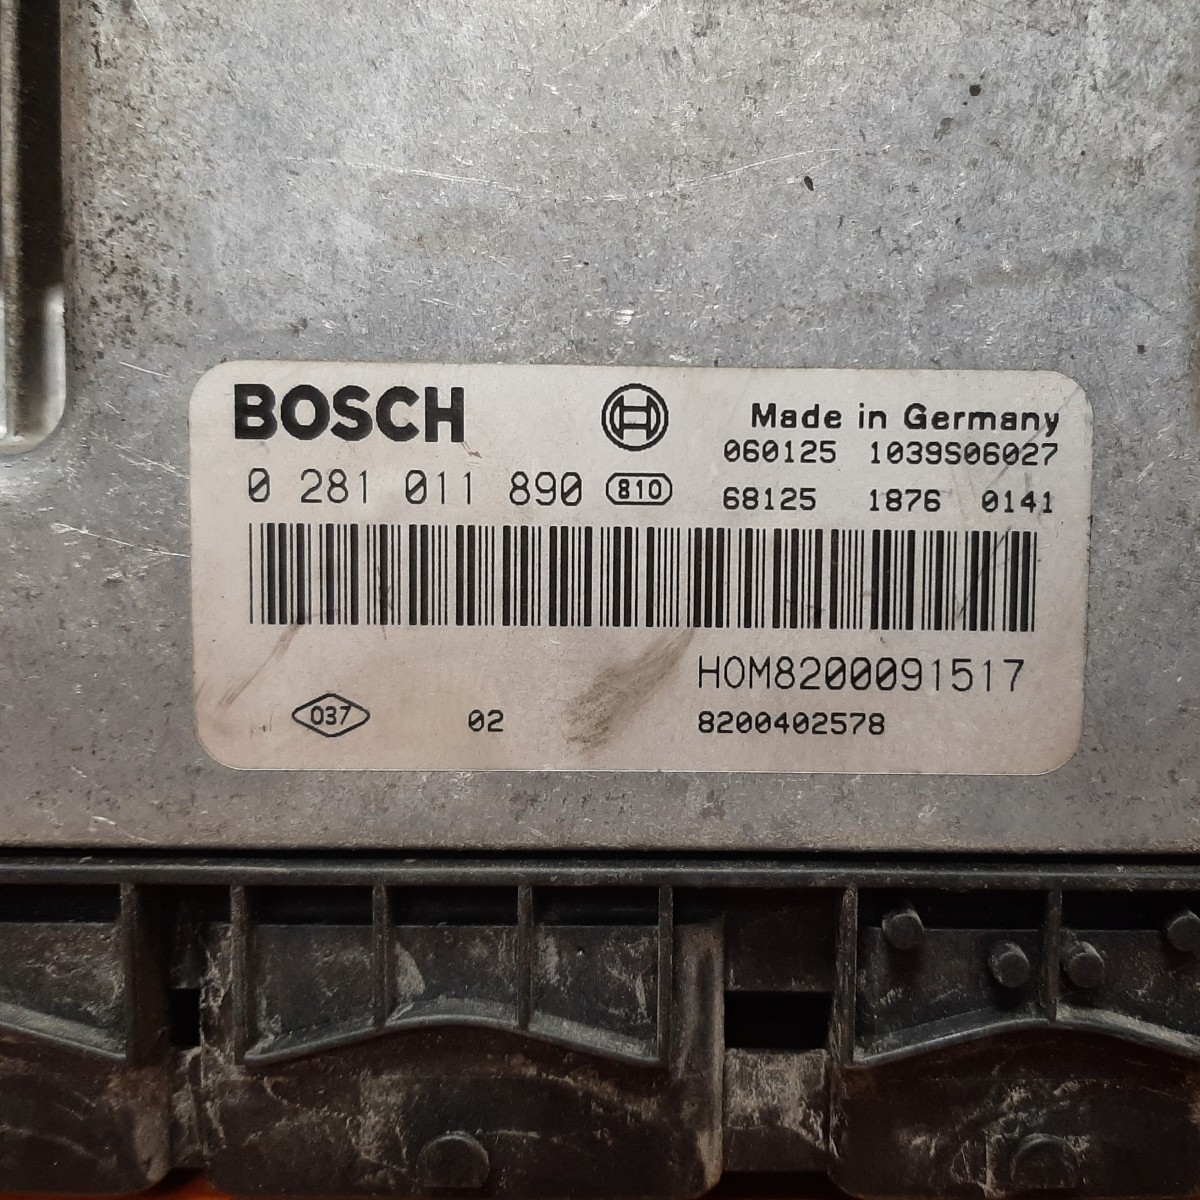 BOSCH
Made in Germany
060125 1039S06027
0 281 011 890 810
68125 1876 0141
HOM8200091517
037 02 8200402578